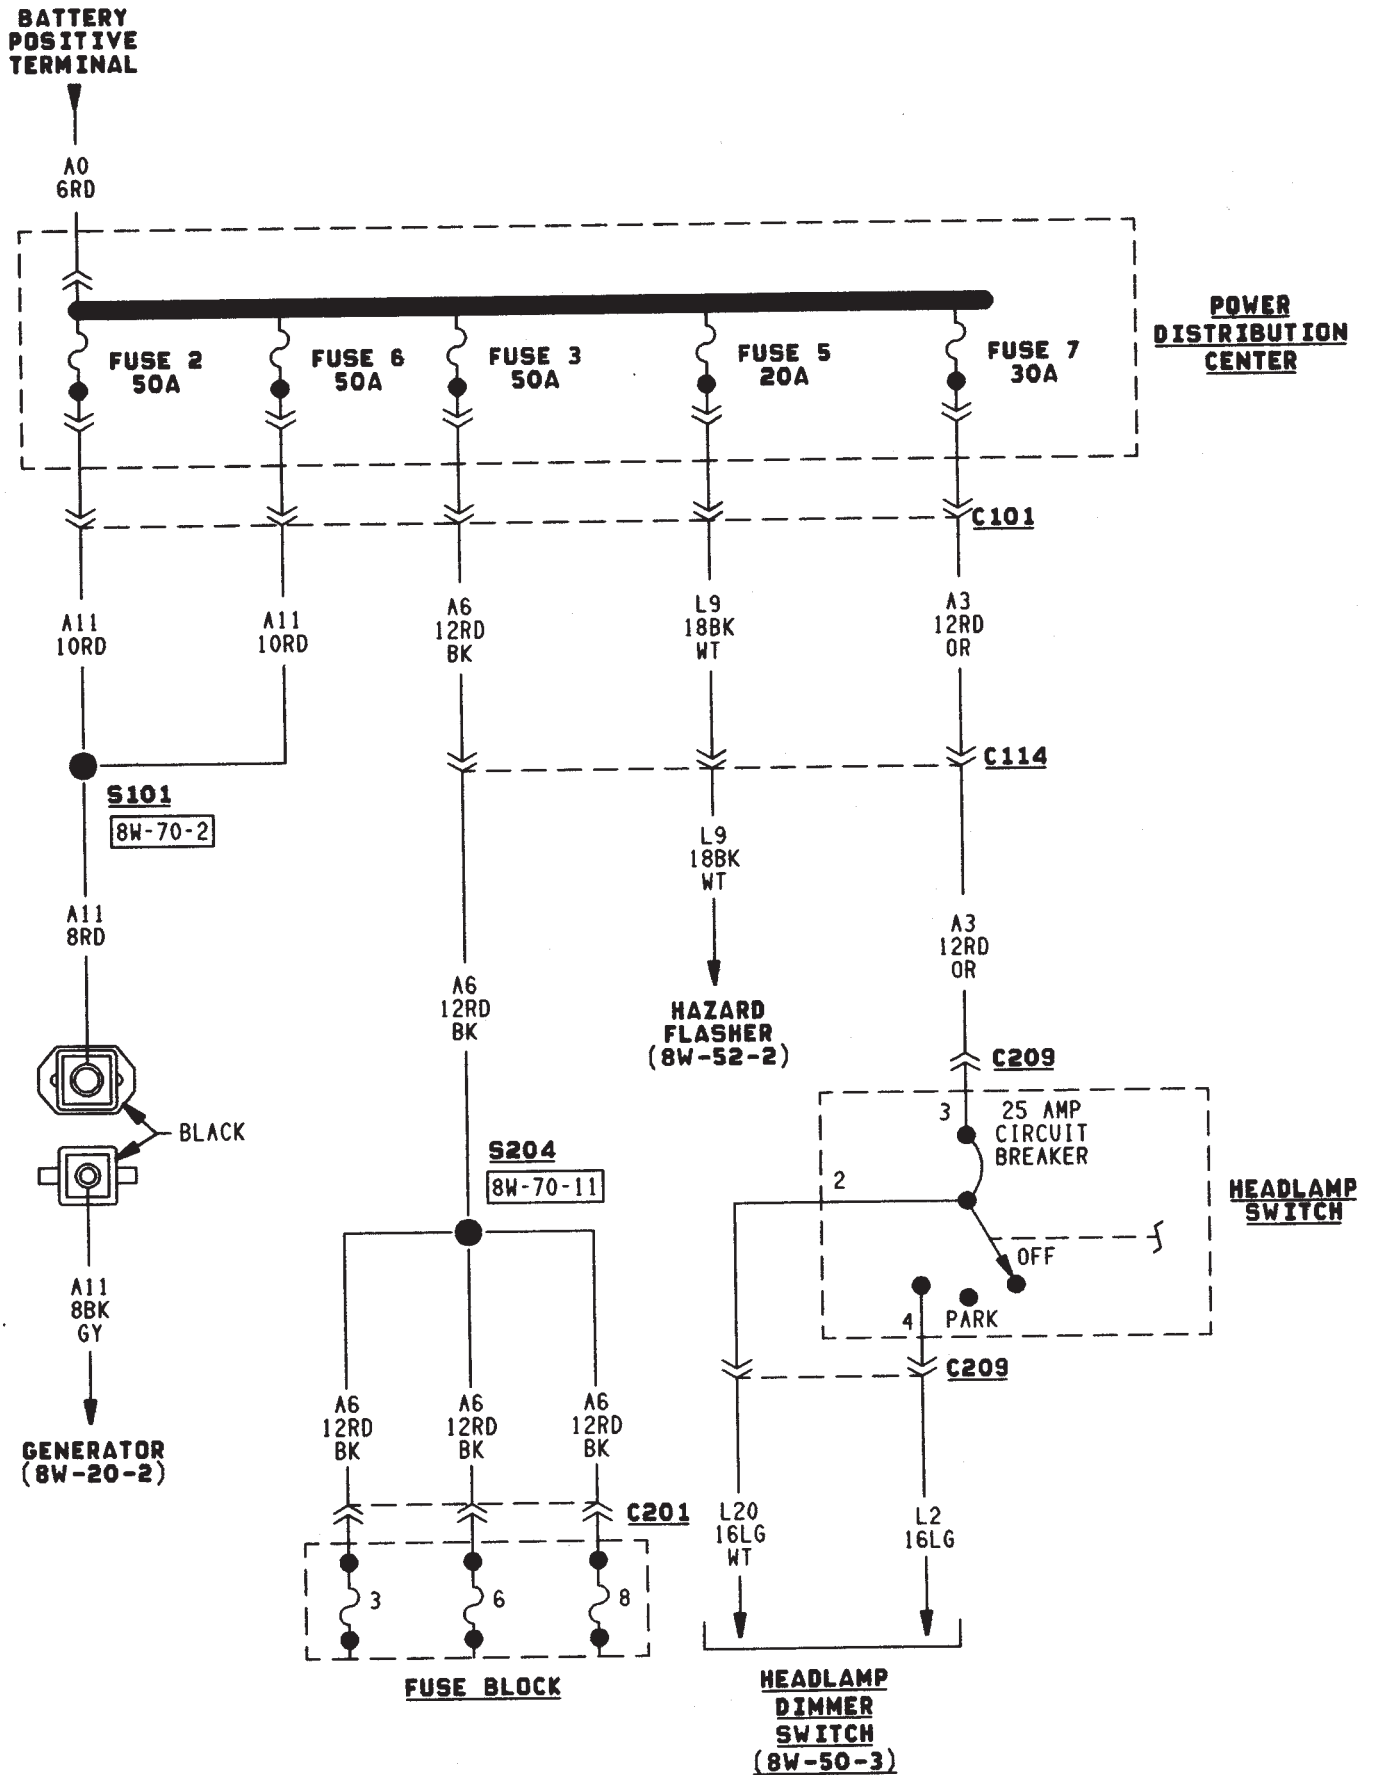 BATTERY
POSITIVE
TERMINAL
A0
6RD
POWER
DISTRIBUTION
CENTER
FUSE 2
50A
FUSE 6
50A
FUSE 3
50A
FUSE 5
20A
FUSE 7
30A
C101
A11
10RD
A11
10RD
A6
12RD
BK
L9
18BK
WT
A3
12RD
OR
C114
S101
8W-70-2
L9
18BK
WT
A11
8RD
A3
12RD
OR
A6
12RD
BK
HAZARD
FLASHER
(8W-52-2)
C209
3
25 AMP
CIRCUIT
BREAKER
BLACK
S204
8W-70-11
2
HEADLAMP
SWITCH
OFF
A11
8BK
GY
4
PARK
C209
A6
12RD
BK
A6
12RD
BK
A6
12RD
BK
GENERATOR
(8W-20-2)
C201
L20
16LG
WT
L2
16LG
3
6
8
FUSE BLOCK
HEADLAMP
DIMMER
SWITCH
(8W-50-3)